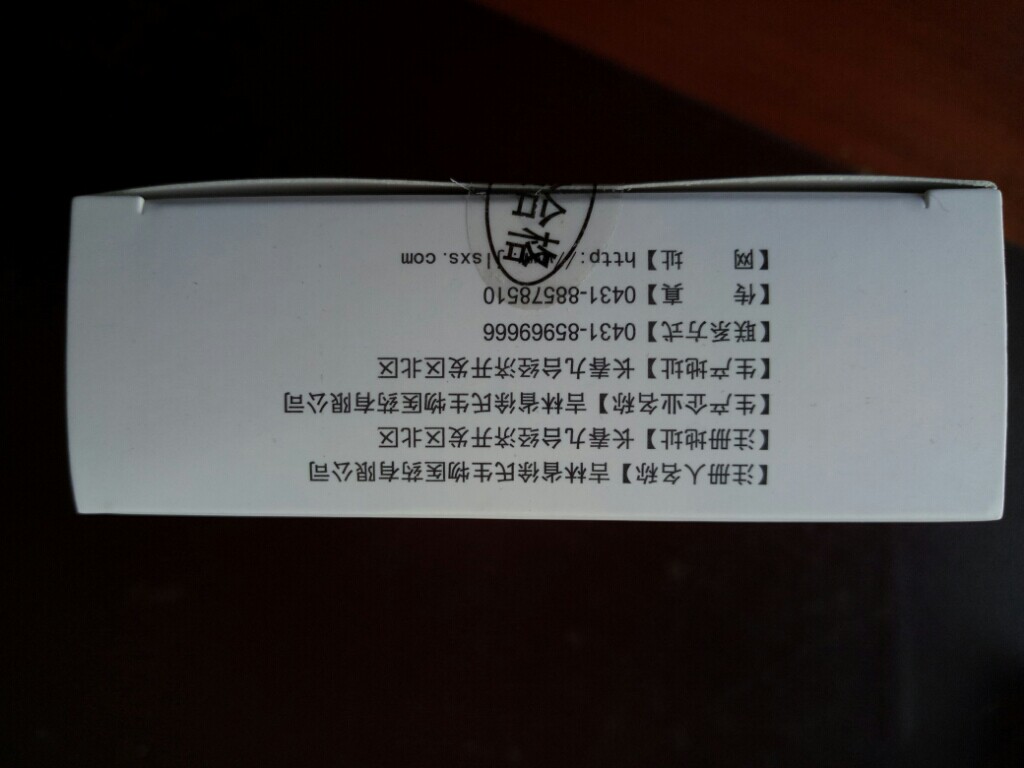 【注册人名称】吉林省徐氏生物医药有限公司
【注册地址】长春九台经济开发区北区
【生产企业名称】吉林省徐氏生物医药有限公司
【生产地址】长春九台经济开发区北区
【联系方式】0431-85969666
【传 真】0431-88578510
【网 址】http://www.jlsxs.com
合格